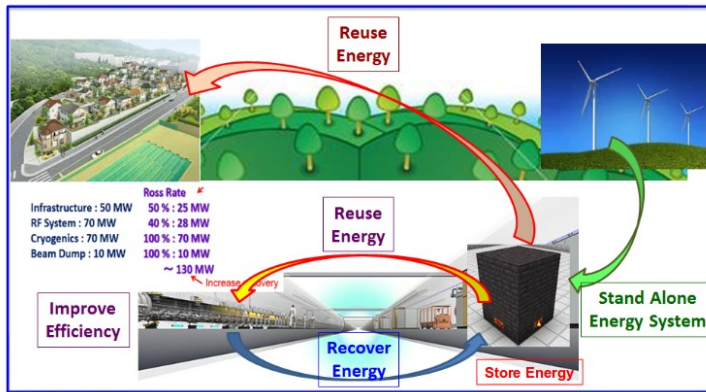 Reuse
Energy
Ross Rate
Infrastructure : 50 MW 50 % : 25 MW
RF System : 70 MW 40 % : 28 MW
Cryogenics : 70 MW 100 % : 70 MW
Beam Dump : 10 MW 100 % : 10 MW
～ 130 MW
Reuse
Energy
Improve
Efficiency
Recover
Energy
Store Energy
Stand Alone
Energy System